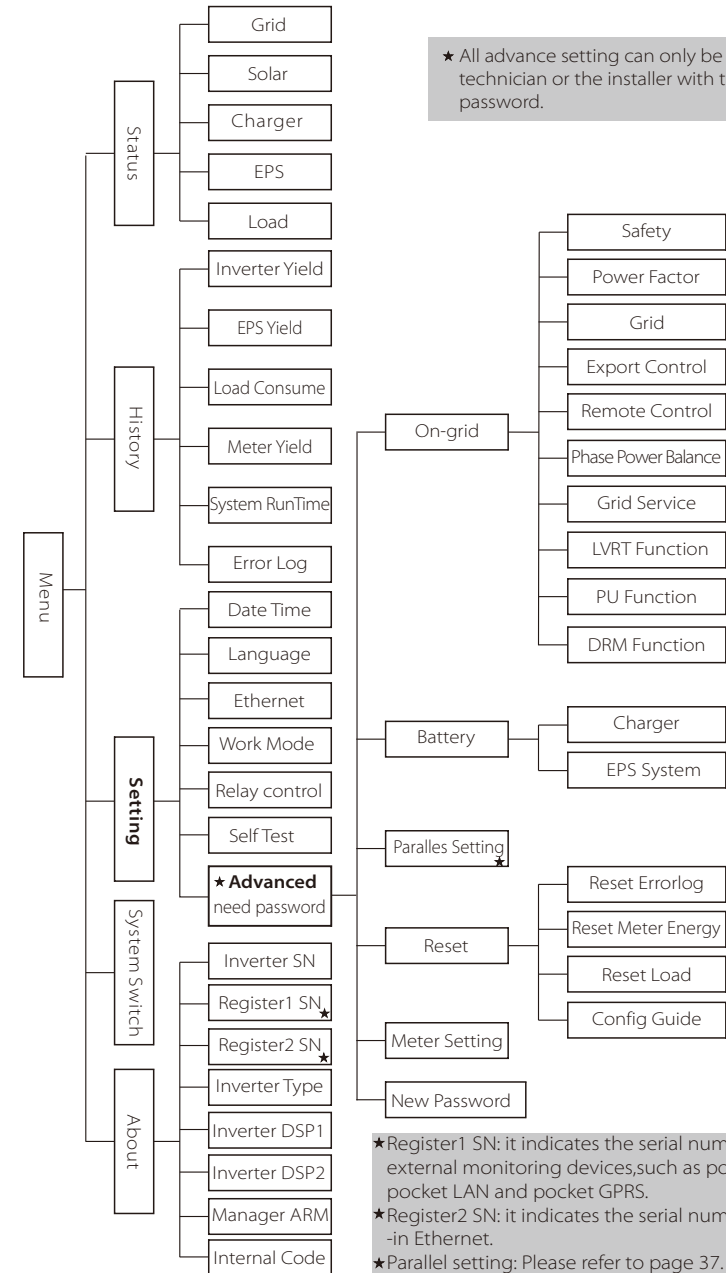 Grid
Solar
Charger
EPS
Load
Status
★ All advance setting can only be
technician or the installer with
password.
Inverter Yield
EPS Yield
Load Consume
Meter Yield
System RunTime
Error Log
History
Menu
Date Time
Language
Ethernet
Work Mode
Relay control
Self Test
★ Advanced
need password
Setting
System Switch
Inverter SN
Register1 SN★
Register2 SN★
Inverter Type
Inverter DSP1
Inverter DSP2
Manager ARM
Internal Code
About
On-grid
Safety
Power Factor
Grid
Export Control
Remote Control
Phase Power Balance
Grid Service
LVRT Function
PU Function
DRM Function
Battery
Charger
EPS System
Paralles Setting★
Reset
Reset Errorlog
Reset Meter Energy
Reset Load
Config Guide
Meter Setting
New Password
★Register1 SN: it indicates the serial
external monitoring devices,such as
pocket LAN and pocket GPRS.
★Register2 SN: it indicates the serial
-in Ethernet.
★Parallel setting: Please refer to page 37.